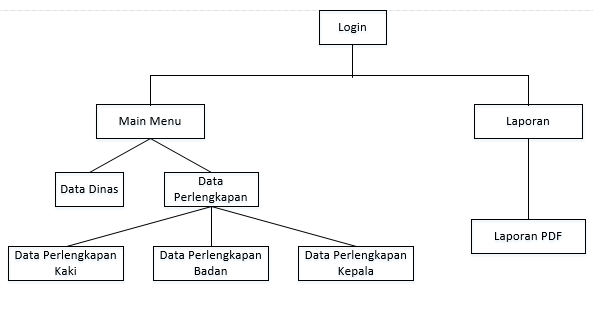 Login
Main Menu
Laporan
Data Dinas
Data
Perlengkapan
Laporan PDF
Data Perlengkapan
Kaki
Data Perlengkapan
Badan
Data Perlengkapan
Kepala